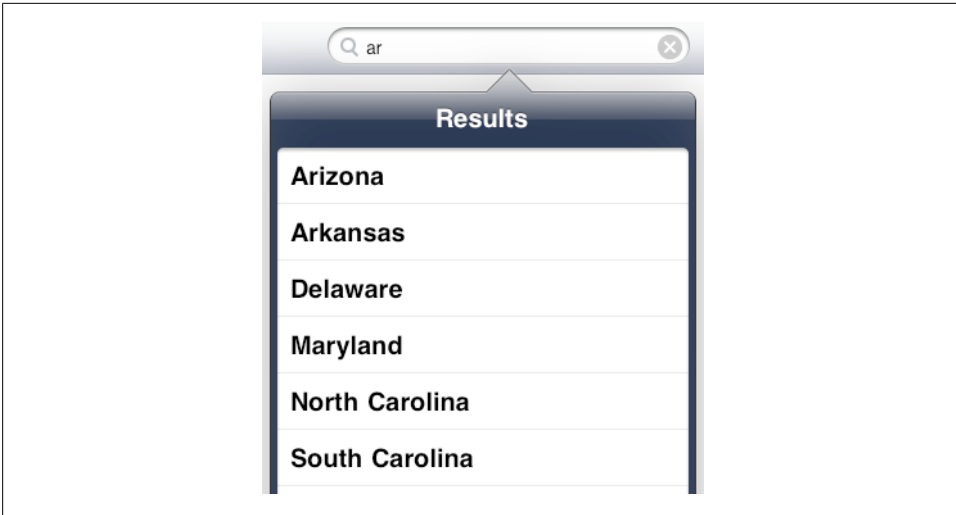 ar
Results
Arizona
Arkansas
Delaware
Maryland
North Carolina
South Carolina